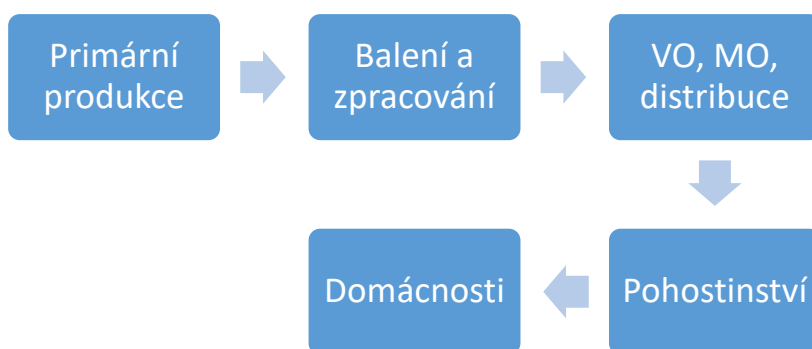 Primární
produkce
Balení a
zpracování
VO, MO,
distribuce
Pohostinství
Domácnosti